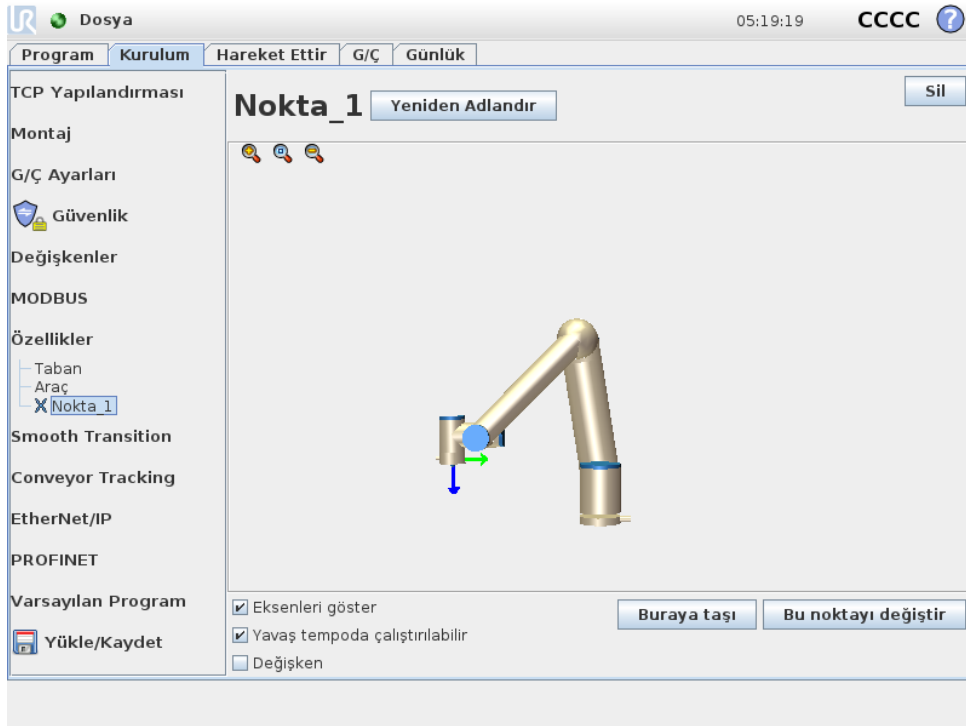 UR Dosya 05:19:19 CCCC ?
Program Kurulum Hareket Ettir G/Ç Günlük
TCP Yapılandırması
Montaj
G/Ç Ayarları
Güvenlik
Değişkenler
MODBUS
Özellikler
Taban
Araç
Nokta_1
Smooth Transition
Conveyor Tracking
EtherNet/IP
PROFINET
Varsayılan Program
Yükle/Kaydet
Nokta_1 Yeniden Adlandır Sil
Eksenleri göster
Yavaş tempoda çalıştırılabilir
Değişken
Buraya taşı Bu noktayı değiştir